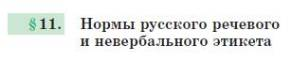 § 11. Нормы русского речевого
и невербального этикета